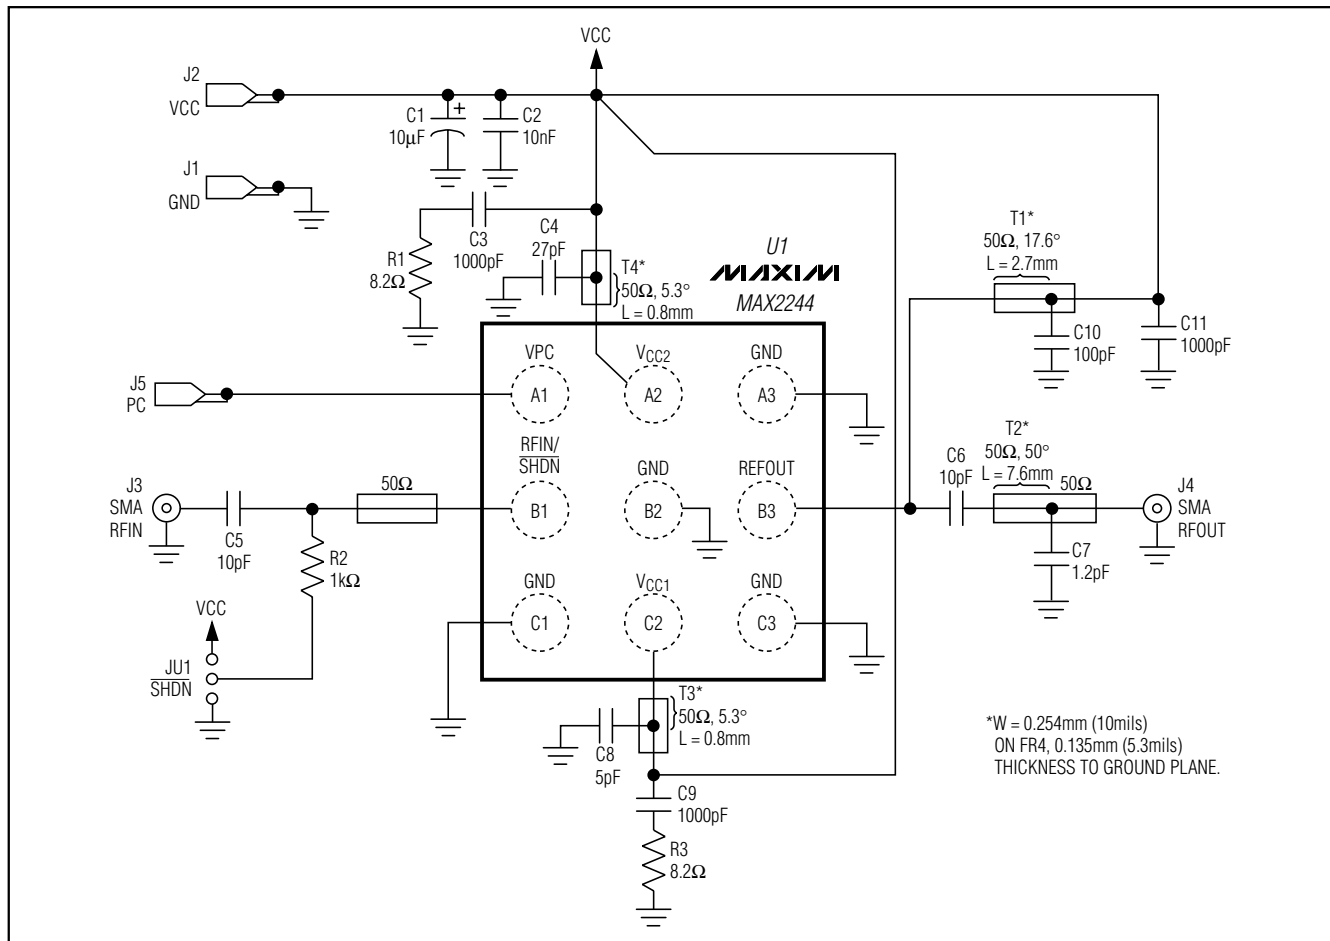 VCC
J2
VCC
C1
10µF
+
C2
10nF
J1
GND
R1
8.2Ω
C3
1000pF
C4
27pF
T4*
50Ω, 5.3°
L = 0.8mm
U1
MAXIM
MAX2244
T1*
50Ω, 17.6°
L = 2.7mm
C10
100pF
C11
1000pF
VPC
A1
VCC2
A2
GND
A3
J5
PC
RFIN/
SHDN
B1
GND
B2
REFOUT
B3
J3
SMA
RFIN
C5
10pF
50Ω
R2
1kΩ
C6
10pF
T2*
50Ω, 50°
L = 7.6mm
50Ω
J4
SMA
RFOUT
C7
1.2pF
VCC
JU1
SHDN
GND
C1
VCC1
C2
GND
C3
T3*
50Ω, 5.3°
L = 0.8mm
C8
5pF
C9
1000pF
R3
8.2Ω
*W = 0.254mm (10mils)
ON FR4, 0.135mm (5.3mils)
THICKNESS TO GROUND PLANE.